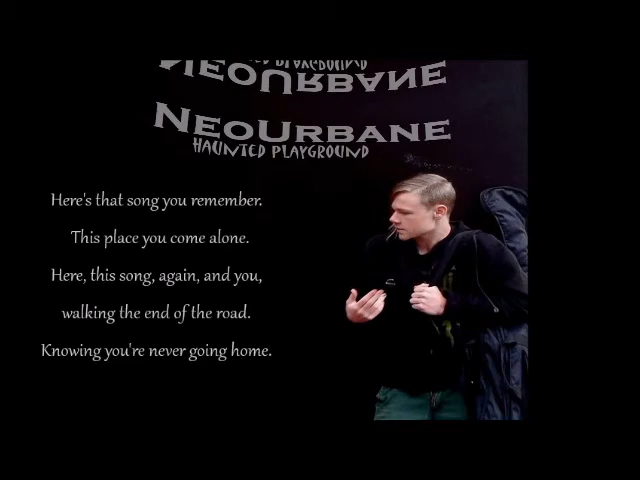 NEOURBANE
NEOURBANE
HAUNTED PLAYGROUND
Here's that song you remember.
This place you come alone.
Here, this song, again, and you,
walking the end of the road.
Knowing you're never going home.